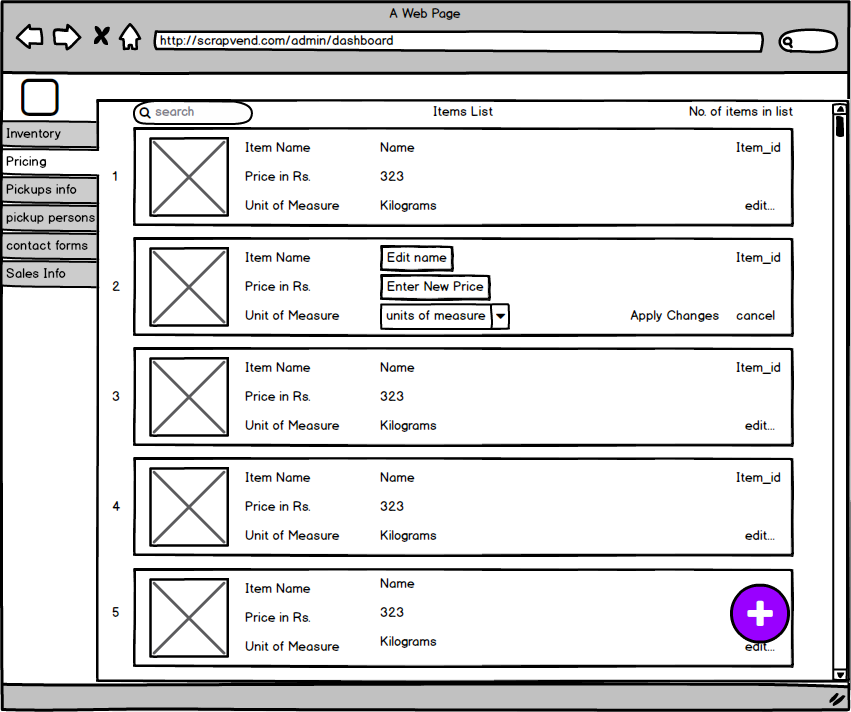 A Web Page
http://scrapvend.com/admin/dashboard
search
Items List
No. of items in list
Inventory
Pricing
Pickups info
pickup persons
contact forms
Sales Info
1
Item Name Name Item_id
Price in Rs. 323
Unit of Measure Kilograms edit...
2
Item Name Edit name Item_id
Price in Rs. Enter New Price
Unit of Measure units of measure Apply Changes cancel
3
Item Name Name Item_id
Price in Rs. 323
Unit of Measure Kilograms edit...
4
Item Name Name Item_id
Price in Rs. 323
Unit of Measure Kilograms edit...
5
Item Name Name
Price in Rs. 323
Unit of Measure Kilograms edit...